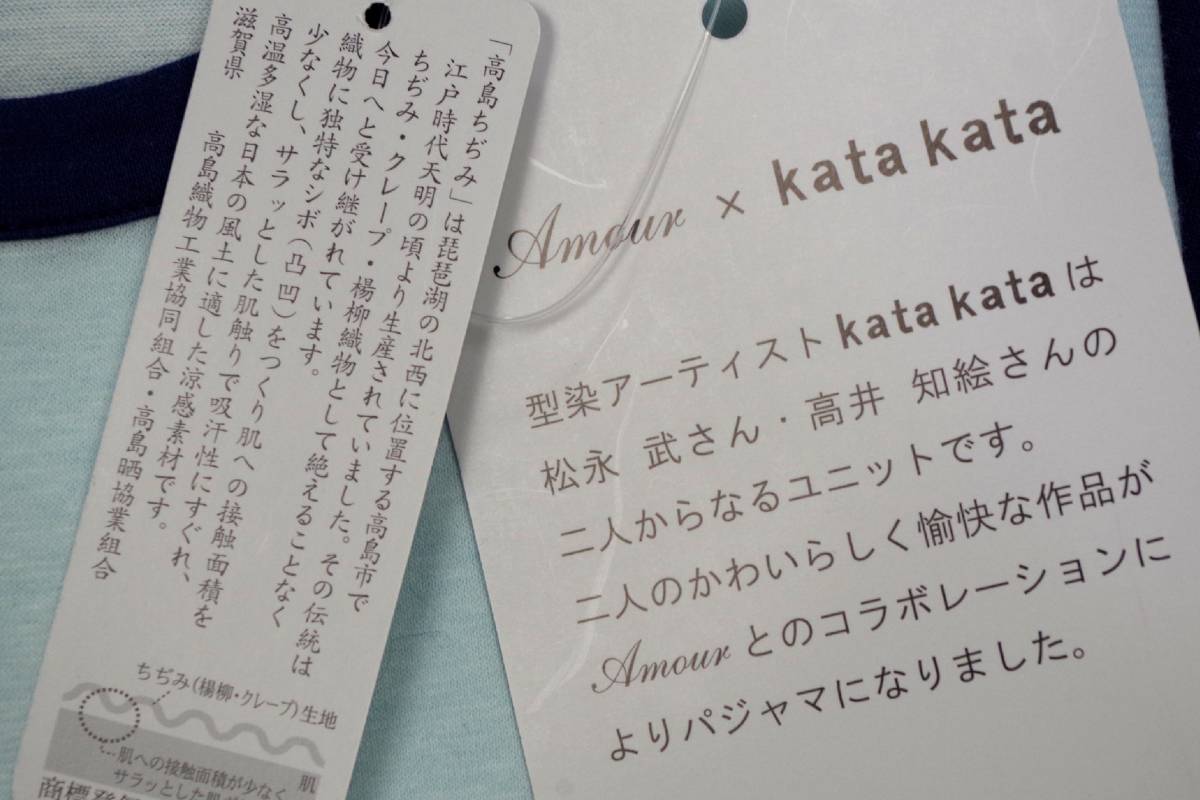 「高島ちぢみ」は琵琶湖の北西に位置する高島市で
江戸時代天明の頃より生産されていました。その伝統は
ちぢみ・クレープ・楊柳織物として絶えることなく
今日へと受け継がれています。
織物に独特なシボ（凸凹）をつくり肌への接触面積を
少なくし、サラッとした肌触りで吸汗性にすぐれ、
高温多湿な日本の風土に適した涼感素材です。
滋賀県 高島織物工業協同組合・高島晒協業組合
ちぢみ（楊柳・クレープ）生地
肌への接触面積が少なく
サラッとした肌
肌
商標登
Amour × kata kata
型染アーティストkata kataは
松永 武さん・高井 知絵さんの
二人からなるユニットです。
二人のかわいらしく愉快な作品が
Amourとのコラボレーションに
よりパジャマになりました。